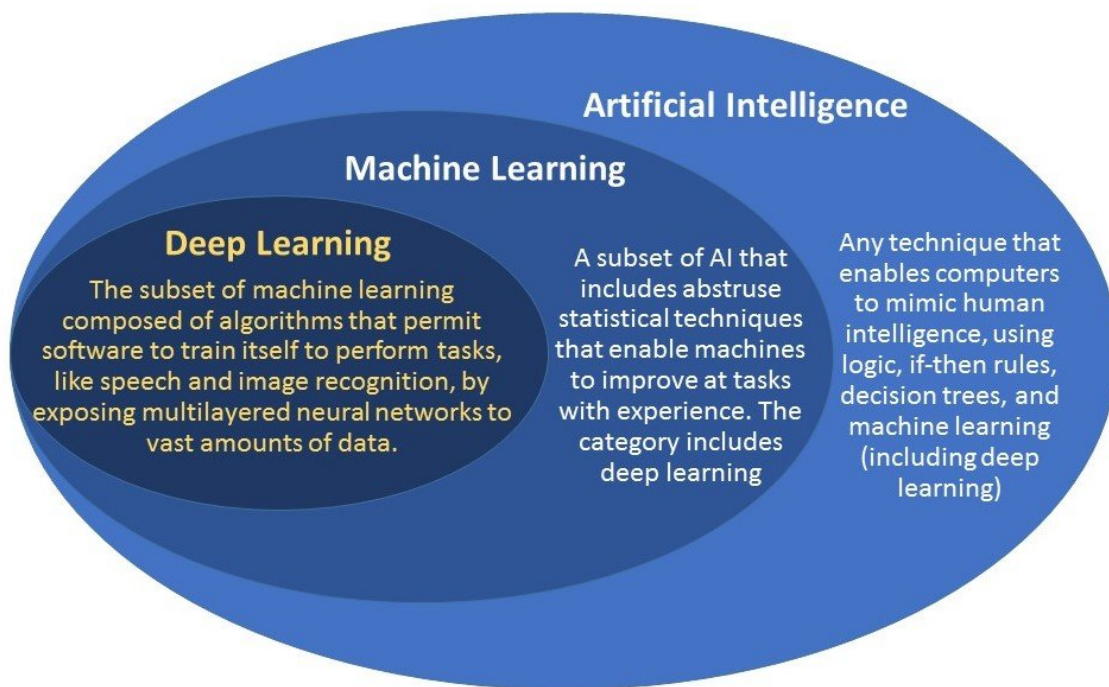 Artificial Intelligence
Machine Learning
Deep Learning
The subset of machine learning
composed of algorithms that permit
software to train itself to perform tasks,
like speech and image recognition, by
exposing multilayered neural networks to
vast amounts of data.
A subset of AI that
includes abstruse
statistical techniques
that enable machines
to improve at tasks
with experience. The
category includes
deep learning
Any technique that
enables computers
to mimic human
intelligence, using
logic, if-then rules,
decision trees, and
machine learning
(including deep
learning)